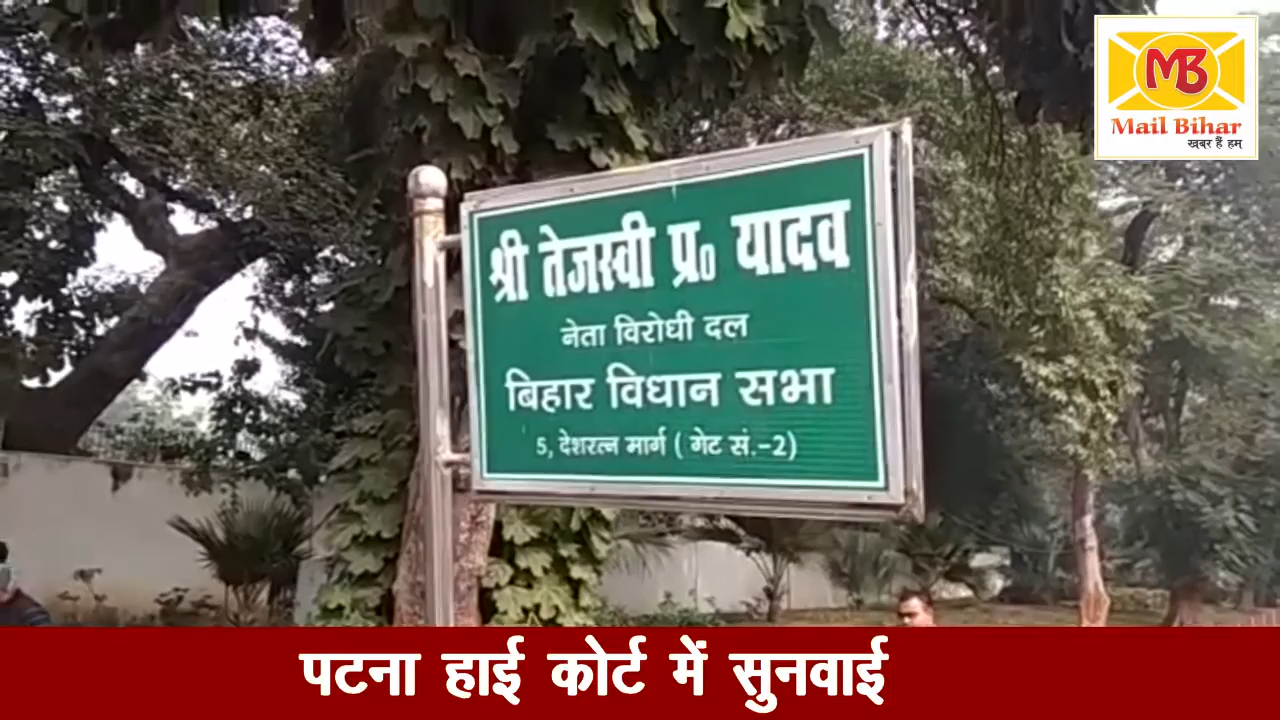 MB
Mail Bihar
खबर हैं हम
श्री तेजस्वी प्र० यादव
नेता विरोधी दल
बिहार विधान सभा
5, देशरत्न मार्ग ( गेट सं.-2)
पटना हाई कोर्ट में सुनवाई